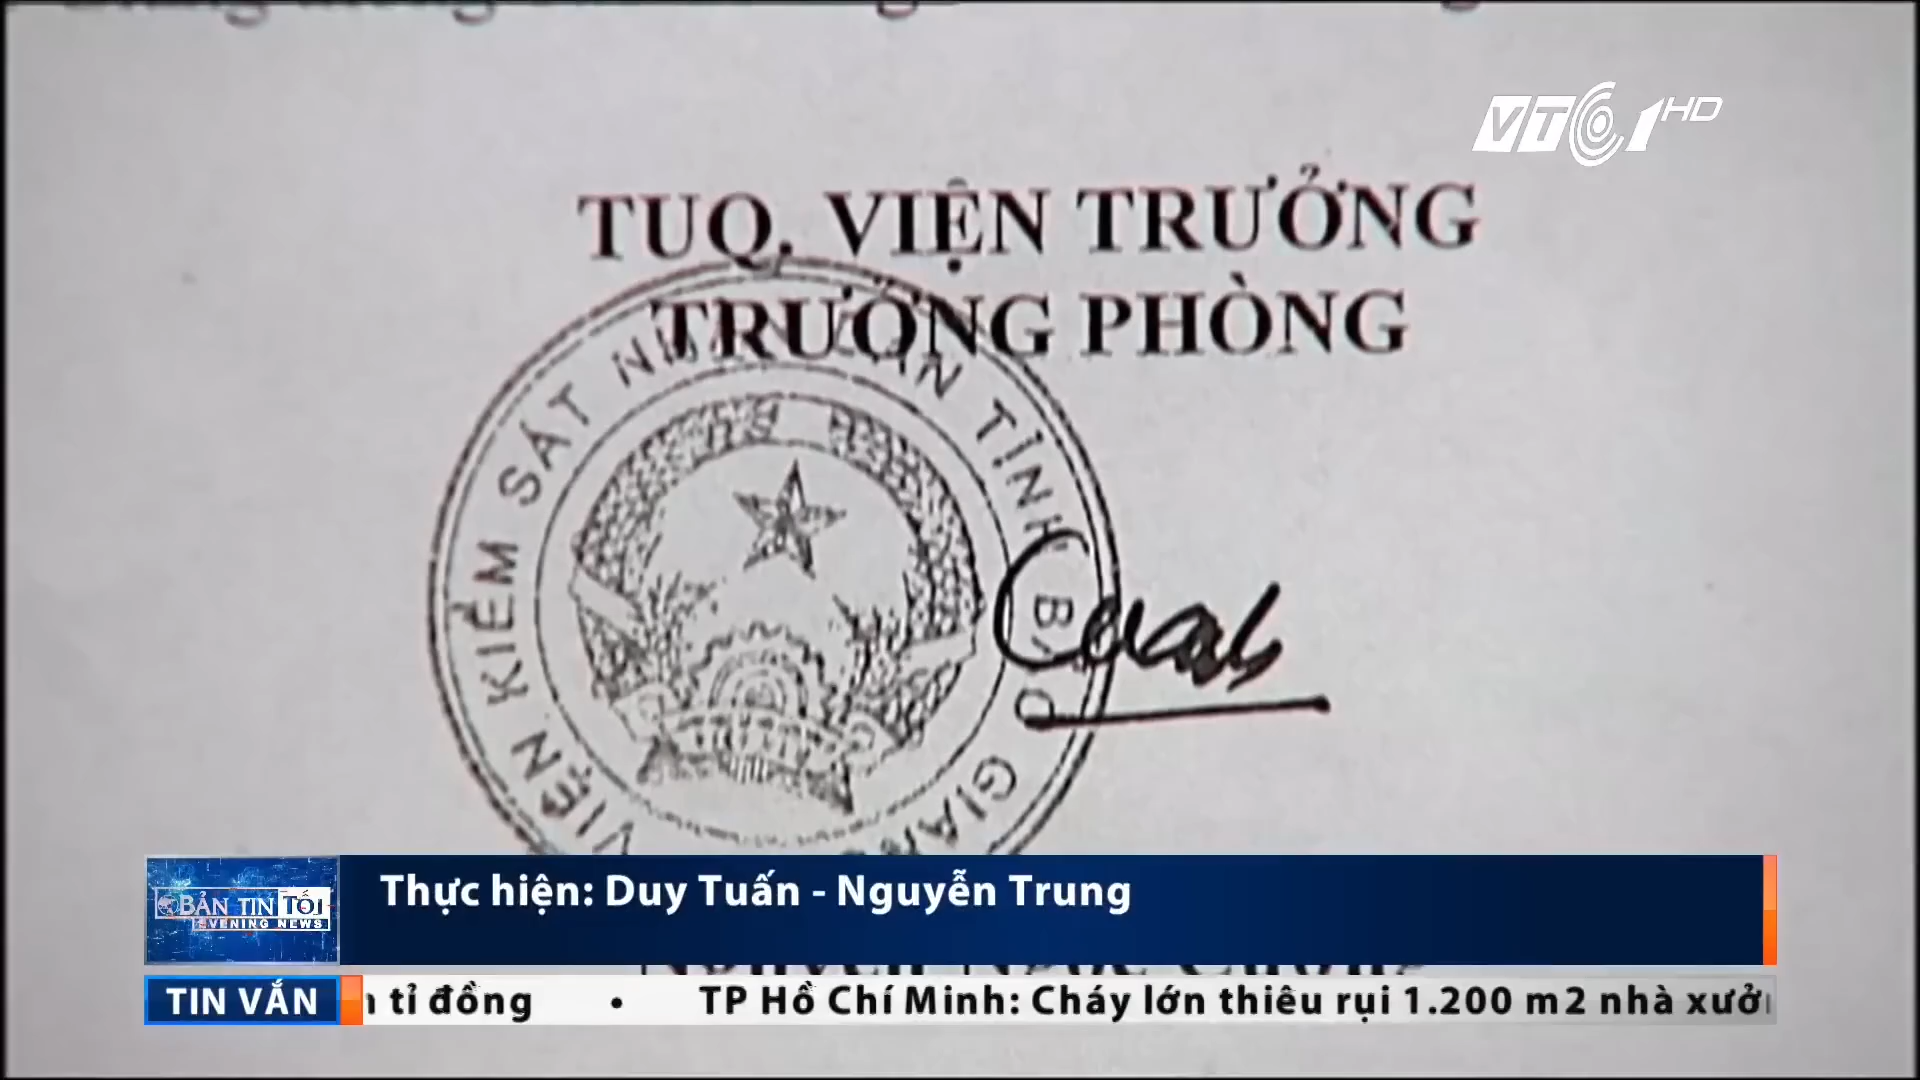 VTC1 HD
TUQ. VIỆN TRƯỞNG
TRƯỞNG PHÒNG
VIỆN KIỂM SÁT NHÂN DÂN TỈNH BẮC GIANG
Thực hiện: Duy Tuấn - Nguyễn Trung
BẢN TIN TỐI
EVENING NEWS
TIN VẮN
tỉ đồng • TP Hồ Chí Minh: Cháy lớn thiêu rụi 1.200 m2 nhà